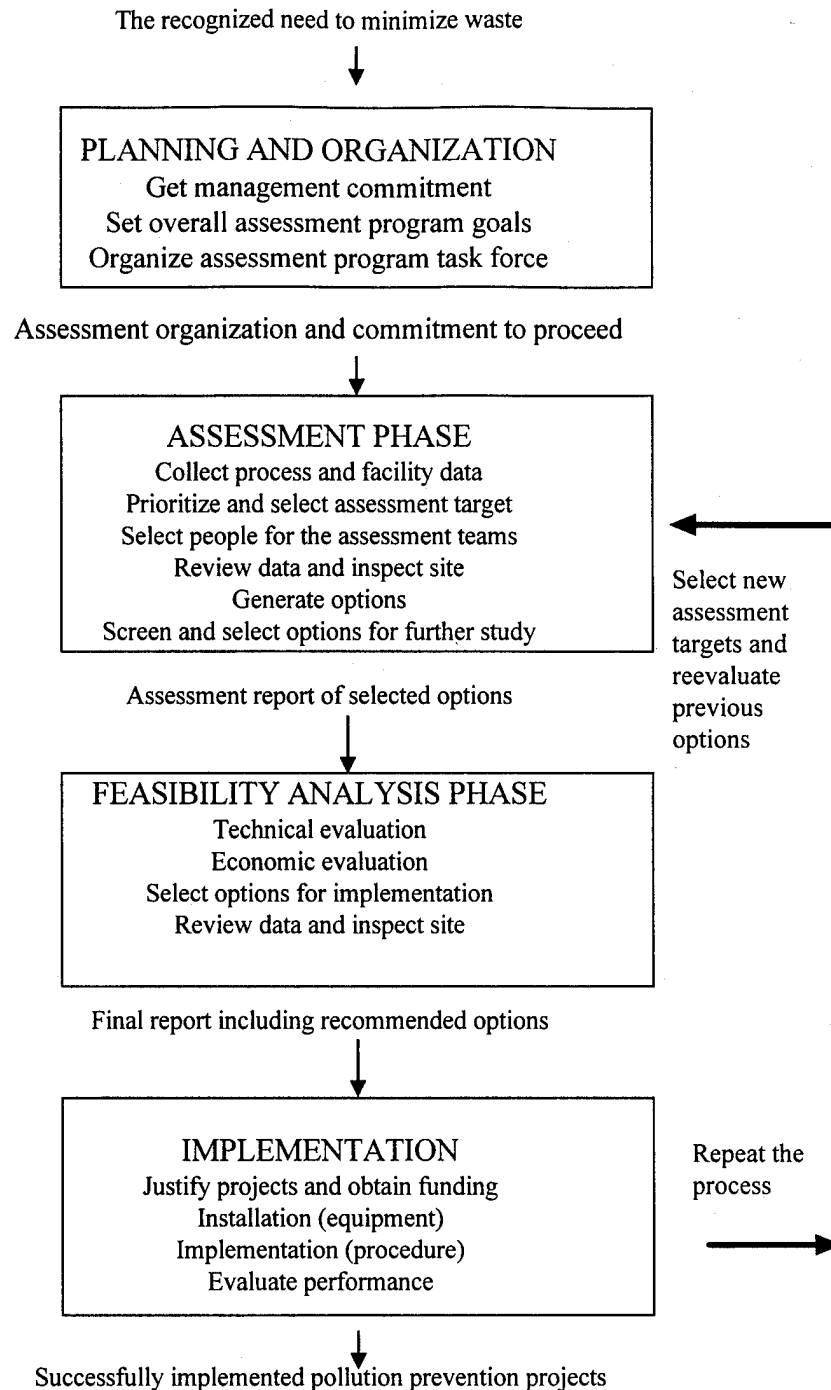 The recognized need to minimize waste
PLANNING AND ORGANIZATION
Get management commitment
Set overall assessment program goals
Organize assessment program task force
Assessment organization and commitment to proceed
ASSESSMENT PHASE
Collect process and facility data
Prioritize and select assessment target
Select people for the assessment teams
Review data and inspect site
Generate options
Screen and select options for further study
Select new
assessment
targets and
reevaluate
previous
options
Assessment report of selected options
FEASIBILITY ANALYSIS PHASE
Technical evaluation
Economic evaluation
Select options for implementation
Review data and inspect site
Final report including recommended options
IMPLEMENTATION
Justify projects and obtain funding
Installation (equipment)
Implementation (procedure)
Evaluate performance
Repeat the
process
Successfully implemented pollution prevention projects